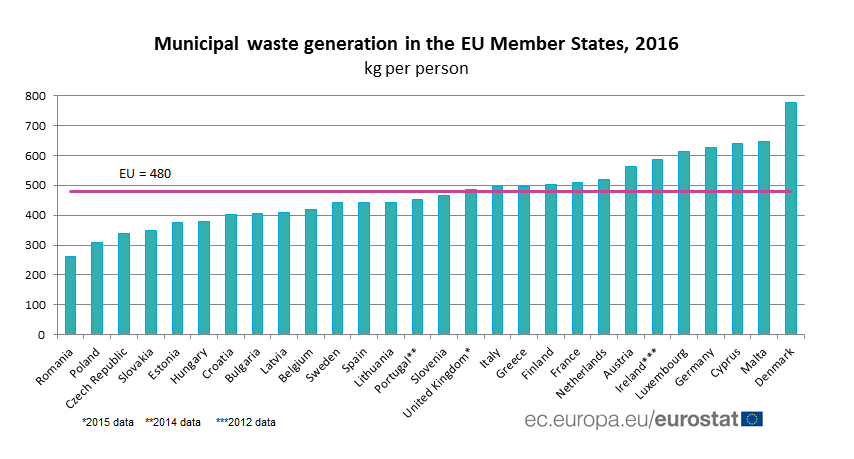 Municipal waste generation in the EU Member States, 2016
kg per person
800
700
600
500
400
300
200
100
0
EU = 480
Romania
Poland
Czech Republic
Slovakia
Estonia
Hungary
Croatia
Bulgaria
Latvia
Belgium
Sweden
Spain
Lithuania
Portugal**
Slovenia
United Kingdom*
Italy
Greece
Finland
France
Netherlands
Austria
Ireland***
Luxembourg
Germany
Cyprus
Malta
Denmark
*2015 data **2014 data ***2012 data
ec.europa.eu/eurostat